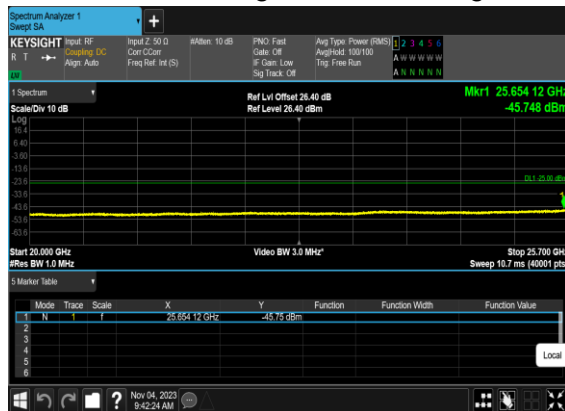 Spectrum Analyzer 1
Swept SA
+
KEYSIGHT Input: RF Input Z: 50 Ω #Atten: 10 dB PNO: Fast Avg Type: Power (RMS) 1 2 3 4 5 6
R T Coupling: DC Corr CCorr Gate: Off Avg|Hold: 100/100 A W W W W W
Align: Auto Freq Ref: Int (S) IF Gain: Low Trig: Free Run
Sig Track: Off A N N N N N
LXI
1 Spectrum Ref Lvl Offset 26.40 dB Mkr1 25.654 12 GHz
Scale/Div 10 dB Ref Level 26.40 dBm -45.748 dBm
Log
16.4
6.40
-3.60
-13.6
-23.6 DL1 -25.00 dBm
-33.6
-43.6
-53.6
-63.6
Start 20.000 GHz Video BW 3.0 MHz* Stop 25.700 GHz
#Res BW 1.0 MHz Sweep 10.7 ms (40001 pts)
5 Marker Table
Mode Trace Scale X Y Function Function Width Function Value
1 N 1 f 25.654 12 GHz -45.75 dBm
2
3
4
5
6
Local
? Nov 04, 2023
9:42:24 AM